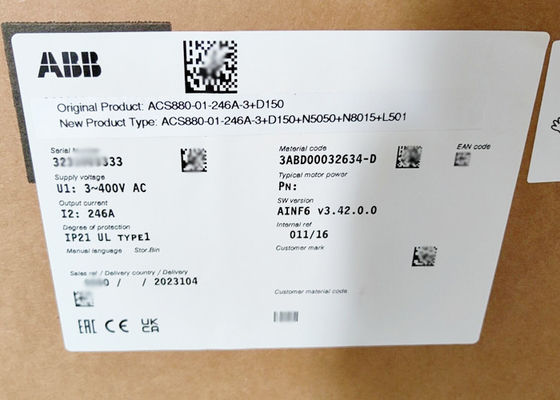 ABB
Original Product: ACS880-01-246A-3+D150
New Product Type: ACS880-01-246A-3+D150+N5050+N8015+L501
Serial
Material code
EAN code
3ABD00032634-D
Supply voltage
Typical motor power
U1: 3~400V AC
PN:
Output current
SW version
I2: 246A
AINF6 v3.42.0.0
Degree of protection
Internal ref
IP21 UL TYPE1
011/16
Manual language Stor.Bin
Customer mark
Sales ref / Delivery country / Delivery
/ / 2023104
Customer material code
EAC CE UK CA